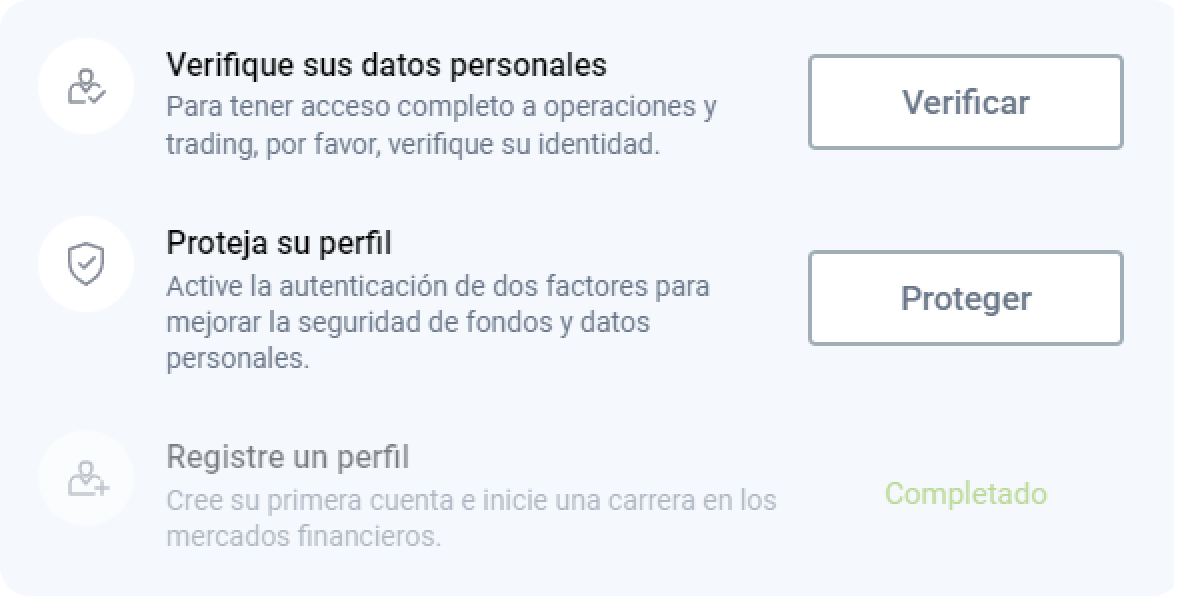 Verifique sus datos personales
Para tener acceso completo a operaciones y
trading, por favor, verifique su identidad.
Verificar
Proteja su perfil
Active la autenticación de dos factores para
mejorar la seguridad de fondos y datos
personales.
Proteger
Registre un perfil
Cree su primera cuenta e inicie una carrera en los
mercados financieros.
Completado